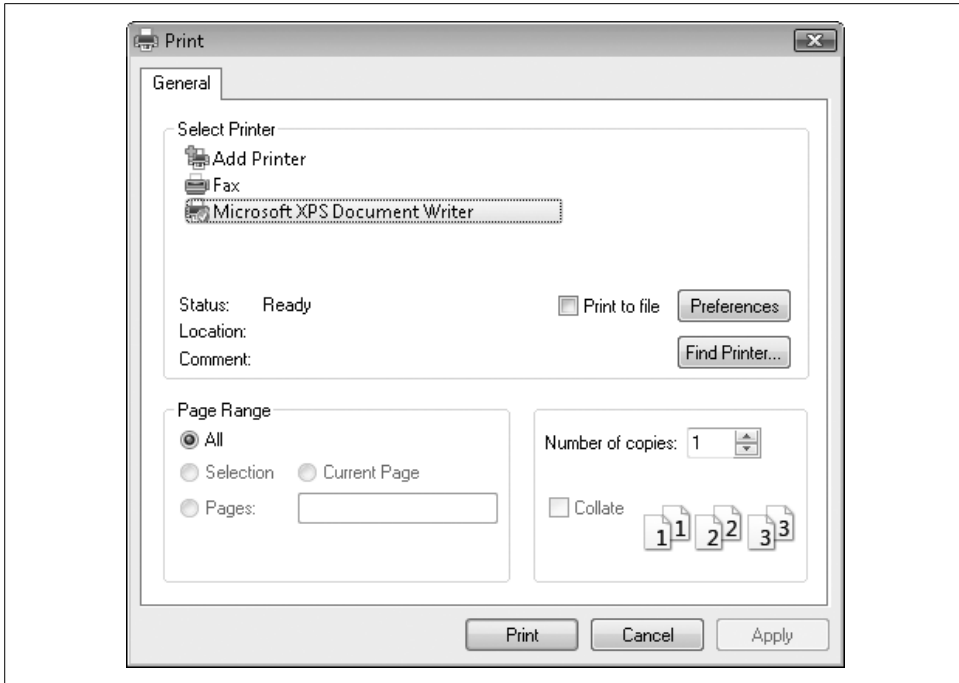 Print
General
Select Printer
Add Printer
Fax
Microsoft XPS Document Writer
Status: Ready
Print to file
Preferences
Location:
Comment:
Find Printer...
Page Range
All
Selection
Current Page
Pages:
Number of copies: 1
Collate
1 1 2 2 3 3
Print
Cancel
Apply